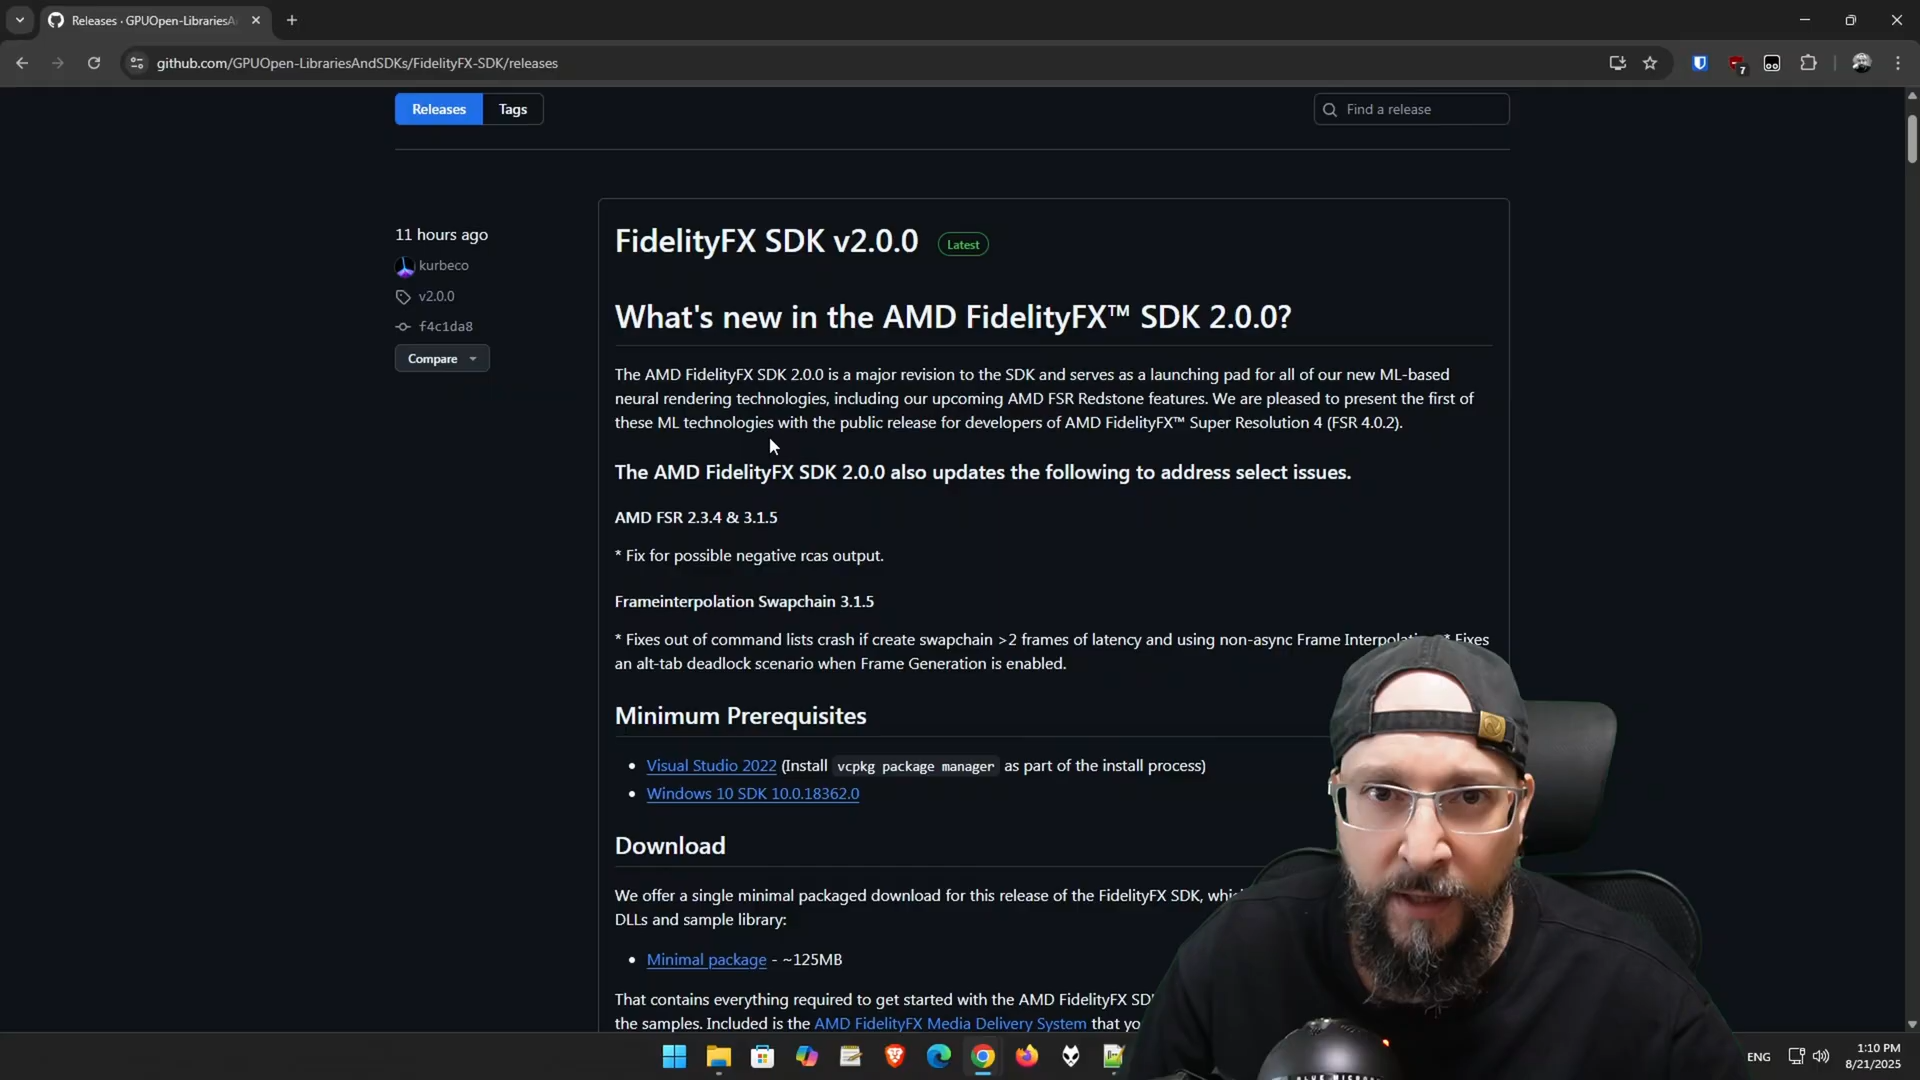 Releases · GPUOpen-LibrariesA
github.com/GPUOpen-LibrariesAndSDKs/FidelityFX-SDK/releases
7
Releases
Tags
Find a release
11 hours ago
kurbeco
v2.0.0
f4c1da8
Compare
FidelityFX SDK v2.0.0 Latest
What's new in the AMD FidelityFX™ SDK 2.0.0?
The AMD FidelityFX SDK 2.0.0 is a major revision to the SDK and serves as a launching pad for all of our new ML-based
neural rendering technologies, including our upcoming AMD FSR Redstone features. We are pleased to present the first of
these ML technologies with the public release for developers of AMD FidelityFX™ Super Resolution 4 (FSR 4.0.2).
The AMD FidelityFX SDK 2.0.0 also updates the following to address select issues.
AMD FSR 2.3.4 & 3.1.5
* Fix for possible negative rcas output.
Frameinterpolation Swapchain 3.1.5
* Fixes out of command lists crash if create swapchain >2 frames of latency and using non-async Frame * Fixes
an alt-tab deadlock scenario when Frame Generation is enabled.
Minimum Prerequisites
• Visual Studio 2022 (Install vcpkg package manager as part of the install process)
• Windows 10 SDK 10.0.18362.0
Download
We offer a single minimal packaged download for this release of the FidelityFX SDK,
DLLs and sample library:
• Minimal package - ~125MB
That contains everything required to get started with the AMD FidelityFX
the samples. Included is the AMD FidelityFX Media Delivery System that
ENG
1:10 PM
8/21/2025